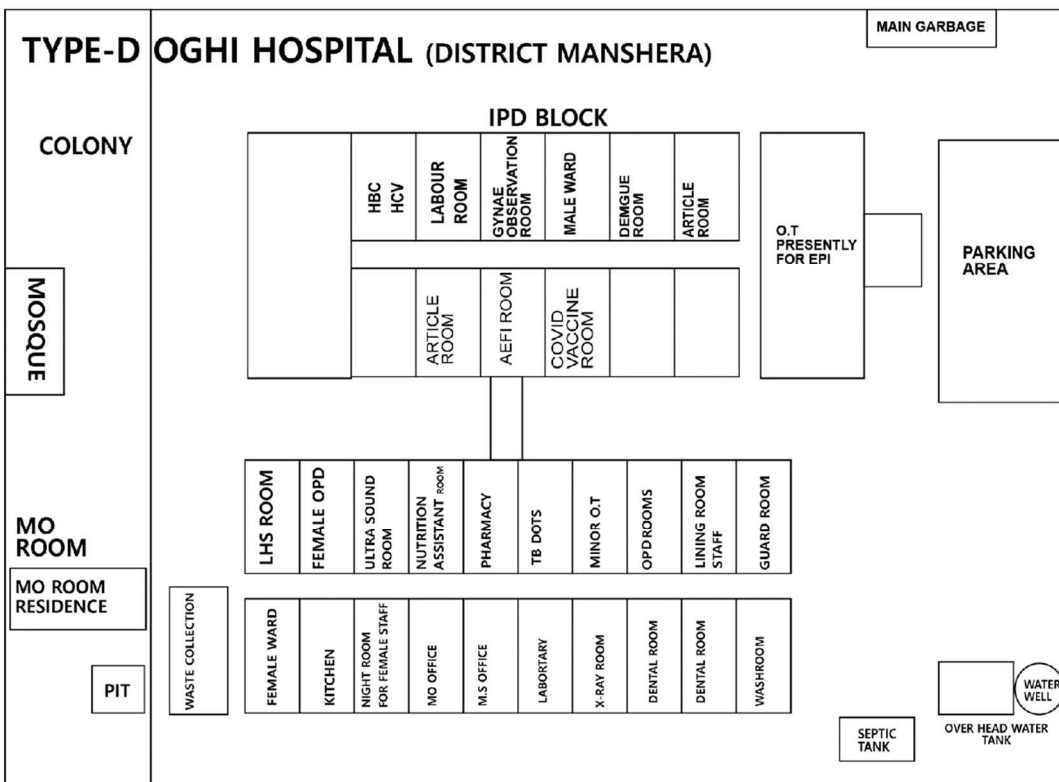 MAIN GARBAGE
TYPE-D OGHI HOSPITAL (DISTRICT MANSHERA)
IPD BLOCK
COLONY
HBC
HCV
LABOUR
ROOM
GYNAE
OBSERVATION
ROOM
MALE WARD
DEMGUE
ROOM
ARTICLE
ROOM
O.T
PRESENTLY
FOR EPI
PARKING
AREA
MOSQUE
ARTICLE
ROOM
AEFI ROOM
COVID
VACCINE
ROOM
MO
ROOM
LHS ROOM
FEMALE OPD
ULTRA SOUND
ROOM
NUTRITION
ASSISTANT ROOM
PHARMACY
TB DOTS
MINOR O.T
OPDROOMS
LINING ROOM
STAFF
GUARD ROOM
MO ROOM
RESIDENCE
WASTE COLLECTION
FEMALE WARD
KITCHEN
NIGHT ROOM
FOR FEMALE STAFF
MO OFFICE
M.S OFFICE
LABORTARY
X-RAY ROOM
DENTAL ROOM
DENTAL ROOM
WASHROOM
PIT
WATER
WELL
SEPTIC
TANK
OVER HEAD WATER
TANK